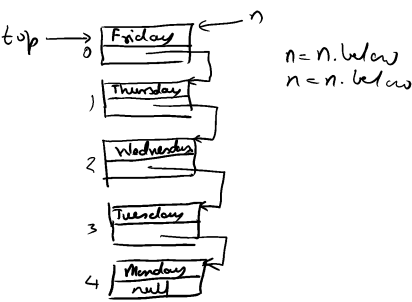 n
top
Friday
0
n = n.below
n = n.below
Thursday
1
Wednesday
2
Tuesday
3
Monday
4
null